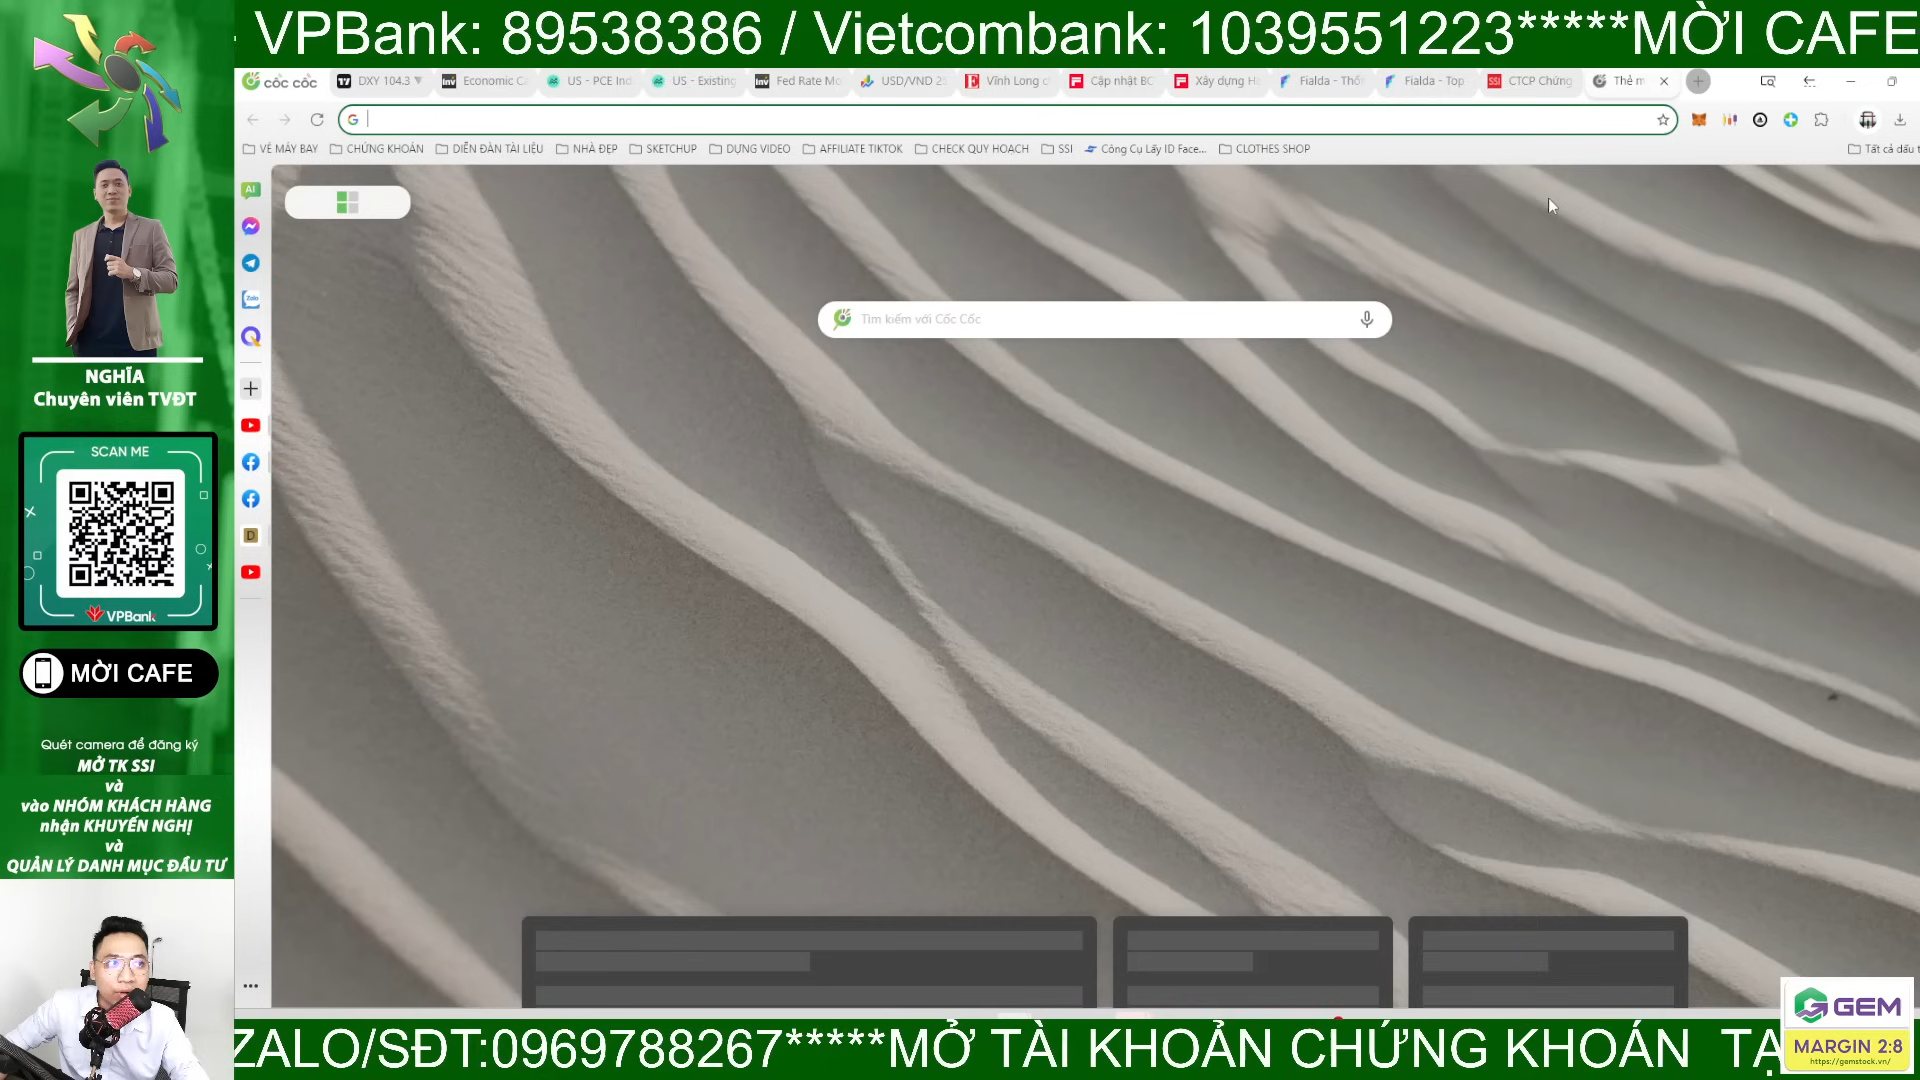 VPBank: 89538386 / Vietcombank: 1039551223*****MỜI CAFE
cốc cốc
DXY 104.3 ▼
Economic Ca
US - PCE Ind
US - Existing
Fed Rate Mo
USD/VND 25
Vĩnh Long c
Cập nhật BC
Xây dựng H
Fialda - Thố
Fialda - Top
CTCP Chứng
Thẻ m
VÉ MÁY BAY
CHỨNG KHOÁN
DIỄN ĐÀN TÀI LIỆU
NHÀ ĐẸP
SKETCHUP
DỰNG VIDEO
AFFILIATE TIKTOK
CHECK QUY HOẠCH
SSI
Công Cụ Lấy ID Face...
CLOTHES SHOP
Tất cả dấu t
AI
Zalo
D
Tìm kiếm với Cốc Cốc
NGHĨA
Chuyên viên TVĐT
SCAN ME
VPBank
MỜI CAFE
Quét camera để đăng ký
MỞ TK SSI
và
vào NHÓM KHÁCH HÀNG
nhận KHUYẾN NGHỊ
và
QUẢN LÝ DANH MỤC ĐẦU TƯ
GEM
MARGIN 2:8
https://gemstock.vn/
ZALO/SĐT:0969788267*****MỞ TÀI KHOẢN CHỨNG KHOÁN TẠ